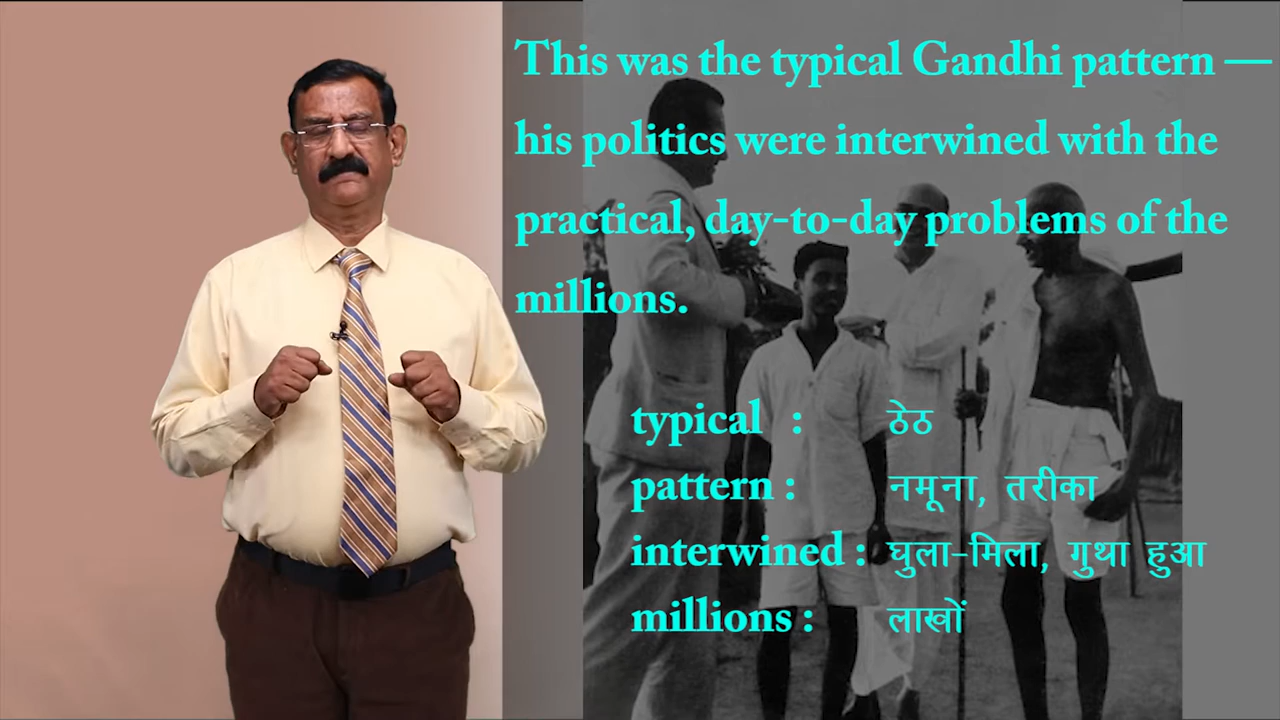 This was the typical Gandhi pattern —
his politics were interwined with the
practical, day-to-day problems of the
millions.
typical : ठेठ
pattern : नमूना, तरीका
interwined : घुला-मिला, गुथा हुआ
millions : लाखों